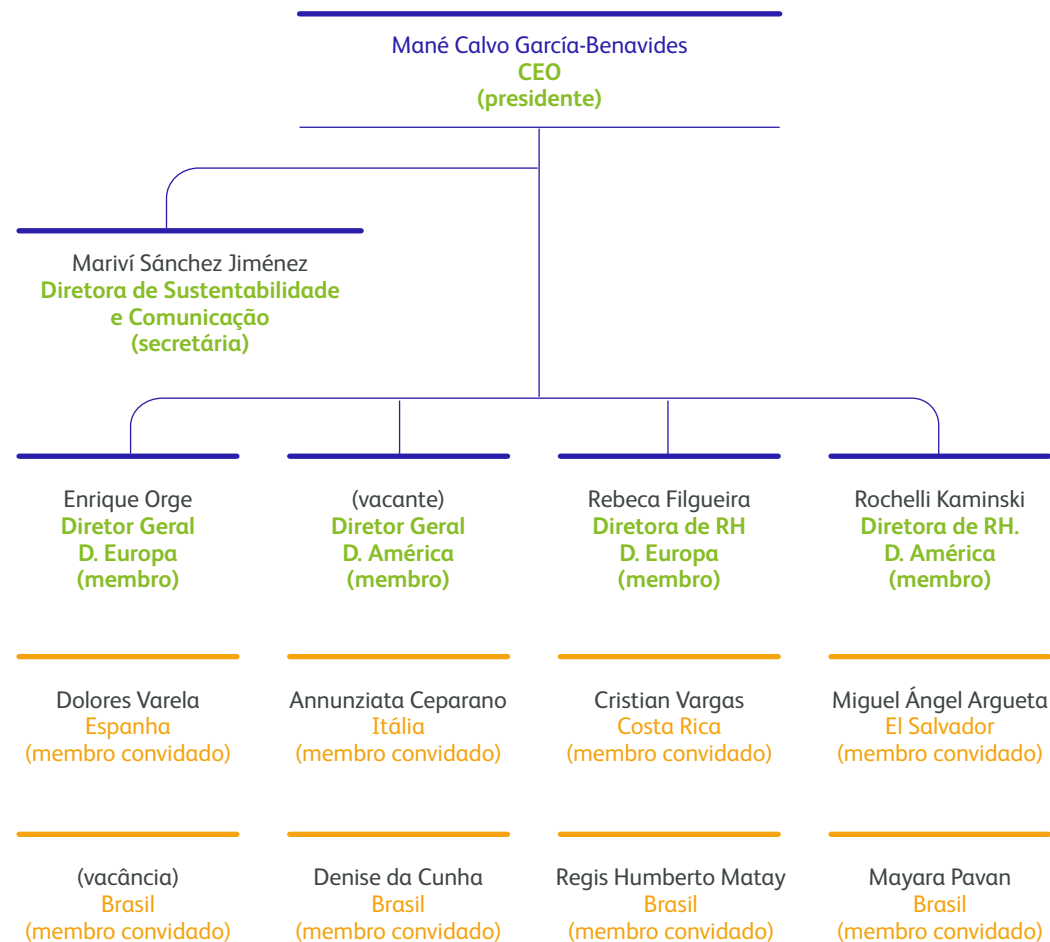 Mané Calvo García-Benavides
CEO
(presidente)
Mariví Sánchez Jiménez
Diretora de Sustentabilidade
e Comunicação
(secretária)
Enrique Orge
Diretor Geral
D. Europa
(membro)
(vacante)
Diretor Geral
D. América
(membro)
Rebeca Filgueira
Diretora de RH
D. Europa
(membro)
Rochelli Kaminski
Diretora de RH.
D. América
(membro)
Dolores Varela
Espanha
(membro convidado)
Annunziata Ceparano
Itália
(membro convidado)
Cristian Vargas
Costa Rica
(membro convidado)
Miguel Ángel Argueta
El Salvador
(membro convidado)
(vacância)
Brasil
(membro convidado)
Denise da Cunha
Brasil
(membro convidado)
Regis Humberto Matay
Brasil
(membro convidado)
Mayara Pavan
Brasil
(membro convidado)